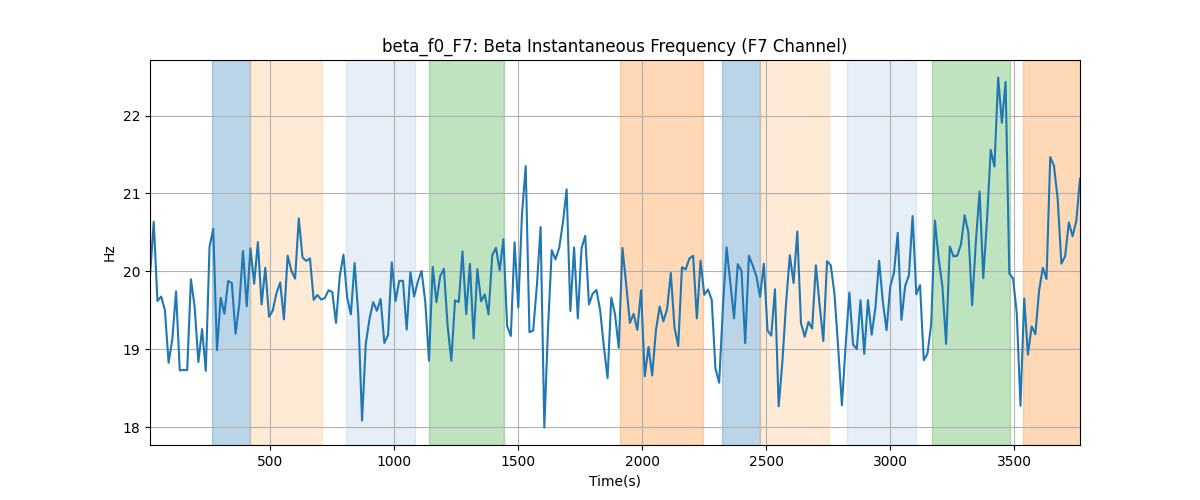 beta_f0_F7: Beta Instantaneous Frequency (F7 Channel)
Hz
22
21
20
19
18
500 1000 1500 2000 2500 3000 3500
Time(s)